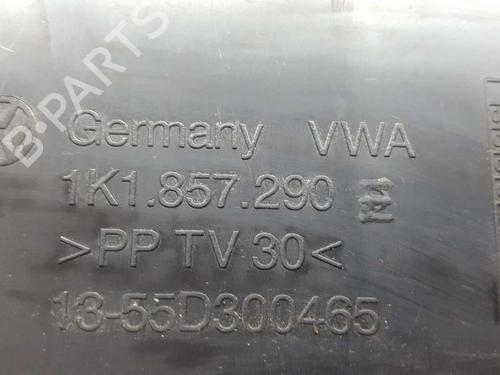 Germany VWA
1K1.857.290 E
>PP TV 30<
13-55D300465
B-PARTS